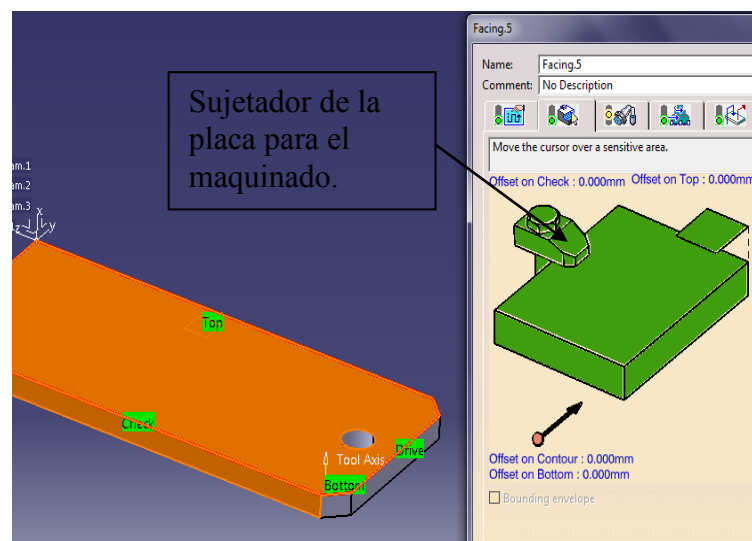 Facing.5
Name: Facing.5
Comment: No Description
Move the cursor over a sensitive area.
Offset on Check : 0.000mm Offset on Top : 0.000mm
Sujetador de la
placa para el
maquinado.
am.1
am.2
am.3
x
y
z
Top
Check
Drive
Tool Axis
Bottom
Offset on Contour : 0.000mm
Offset on Bottom : 0.000mm
Bounding envelope